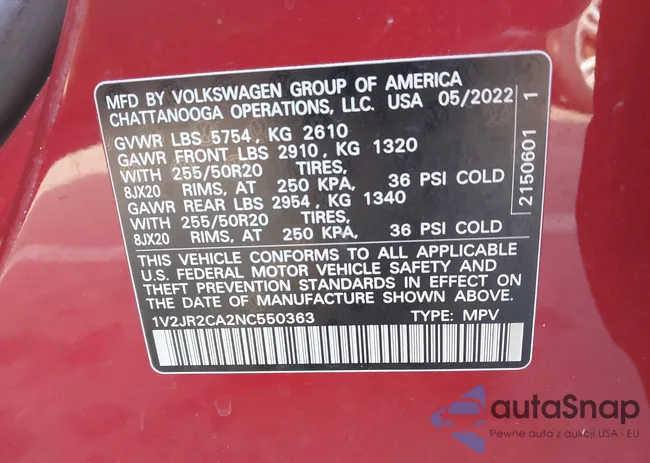 MFD BY VOLKSWAGEN GROUP OF AMERICA
CHATTANOOGA OPERATIONS, LLC. USA 05/2022
GVWR LBS 5754, KG 2610
GAWR FRONT LBS 2910, KG 1320
WITH 255/50R20 TIRES,
8JX20 RIMS, AT 250 KPA, 36 PSI COLD
GAWR REAR LBS 2954, KG 1340
WITH 255/50R20 TIRES,
8JX20 RIMS, AT 250 KPA, 36 PSI COLD
THIS VEHICLE CONFORMS TO ALL APPLICABLE
U.S. FEDERAL MOTOR VEHICLE SAFETY AND
THEFT PREVENTION STANDARDS IN EFFECT ON
THE DATE OF MANUFACTURE SHOWN ABOVE.
1V2JR2CA2NC550363 TYPE: MPV
2150601 1
autaSnap
Pewne auta z aukcji USA i EU